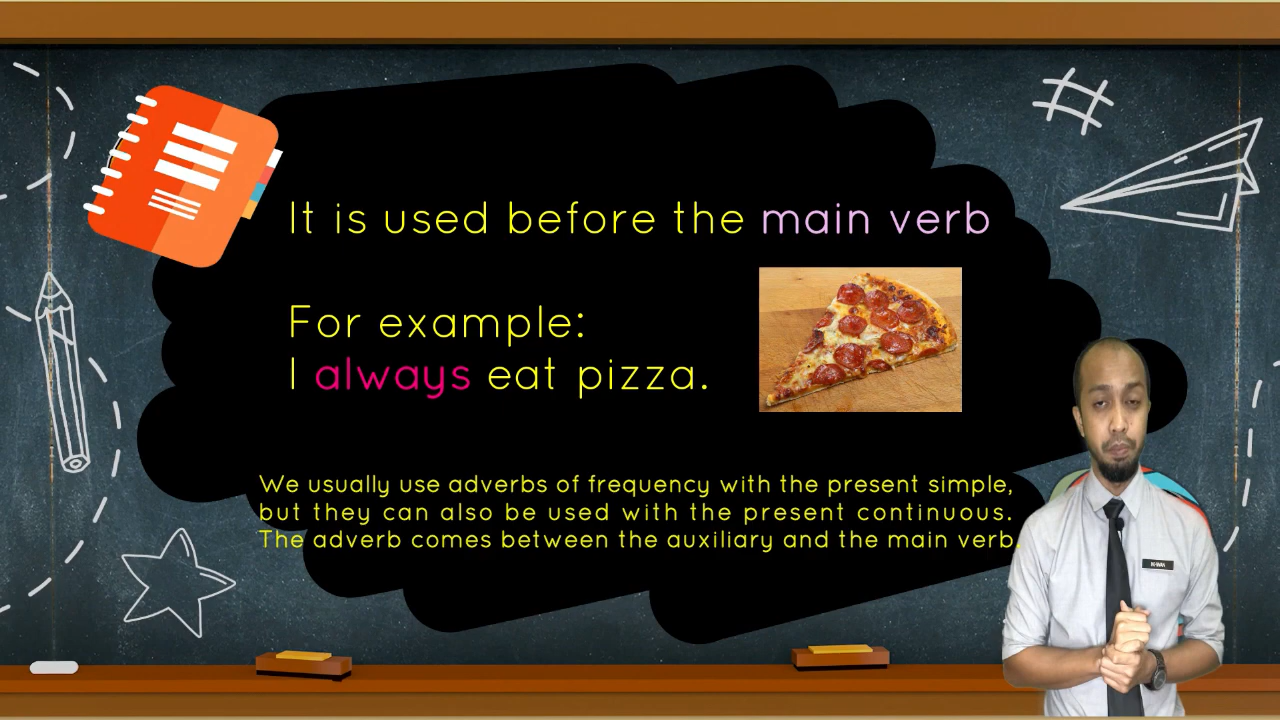 It is used before the main verb
For example:
I always eat pizza.
We usually use adverbs of frequency with the present simple,
but they can also be used with the present continuous.
The adverb comes between the auxiliary and the main verb.